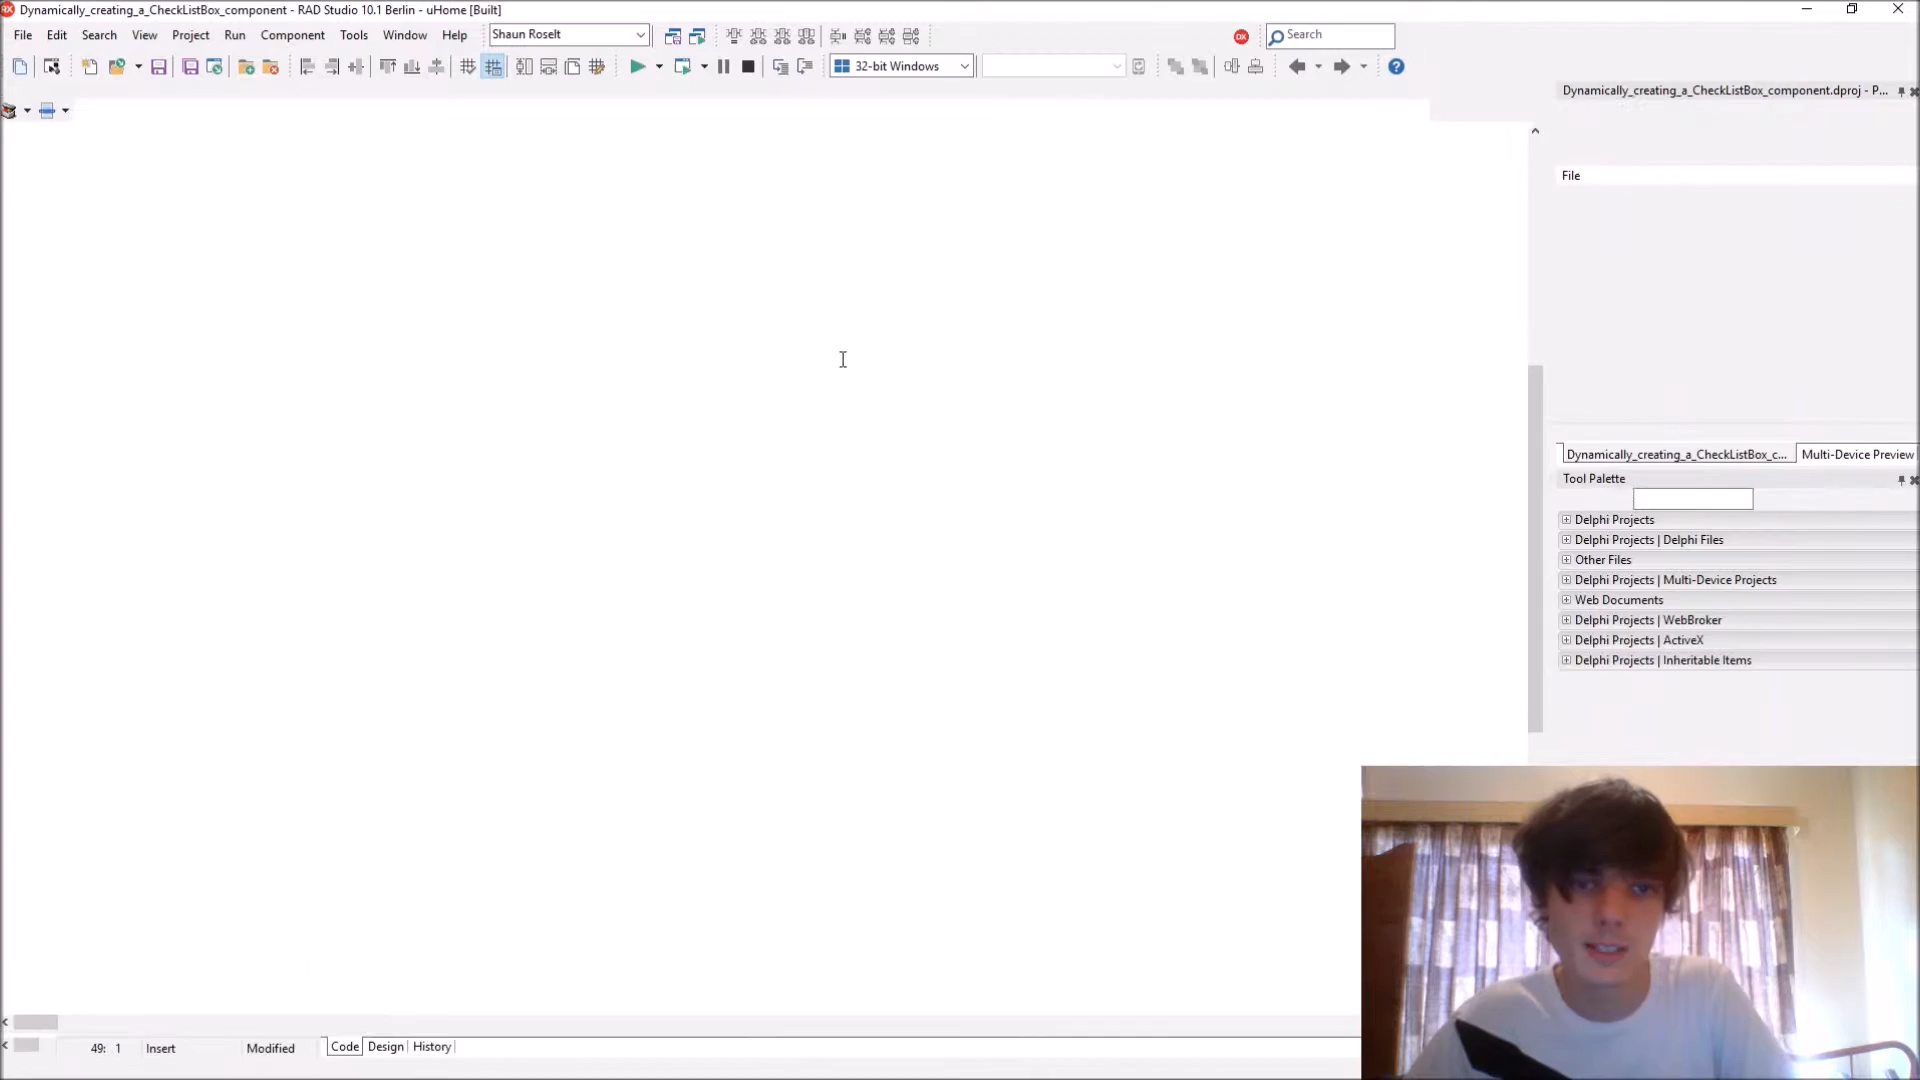 Dynamically_creating_a_CheckListBox_component - RAD Studio 10.1 Berlin - uHome [Built]
File Edit Search View Project Run Component Tools Window Help Shaun Roselt Search
32-bit Windows
Dynamically_creating_a_CheckListBox_component.dproj - P...
File
Dynamically_creating_a_CheckListBox_c... Multi-Device Preview
Tool Palette
Delphi Projects
Delphi Projects | Delphi Files
Other Files
Delphi Projects | Multi-Device Projects
Web Documents
Delphi Projects | WebBroker
Delphi Projects | ActiveX
Delphi Projects | Inheritable Items
49: 1 Insert Modified Code Design History